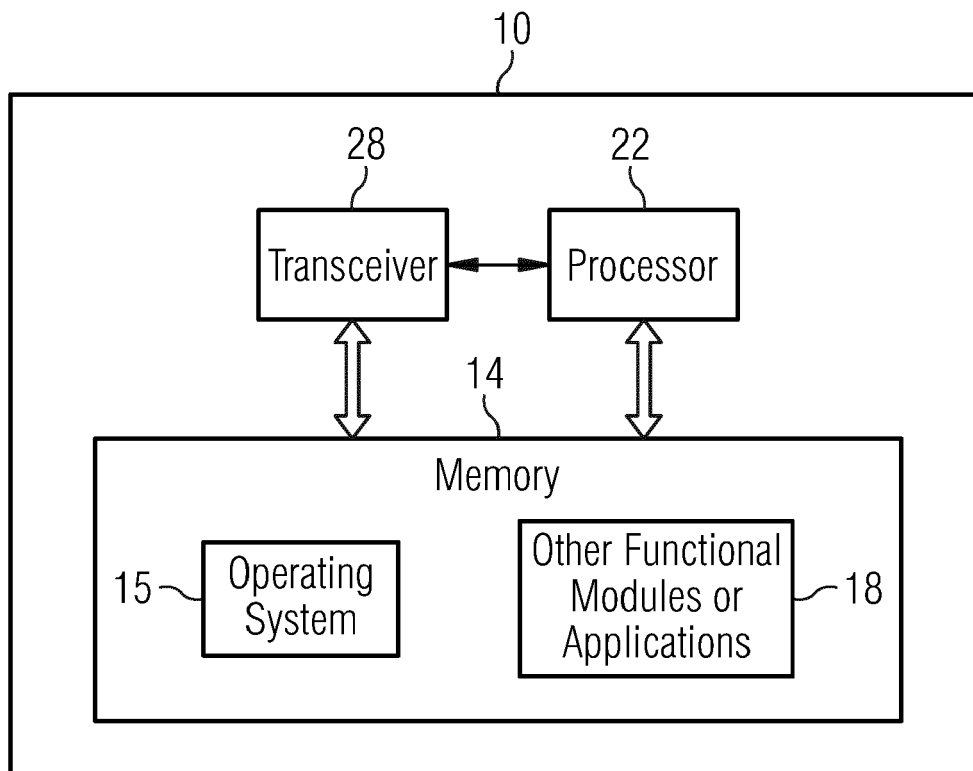 10
28
22
Transceiver
Processor
14
Memory
15
Operating
System
Other Functional
Modules or
Applications
18